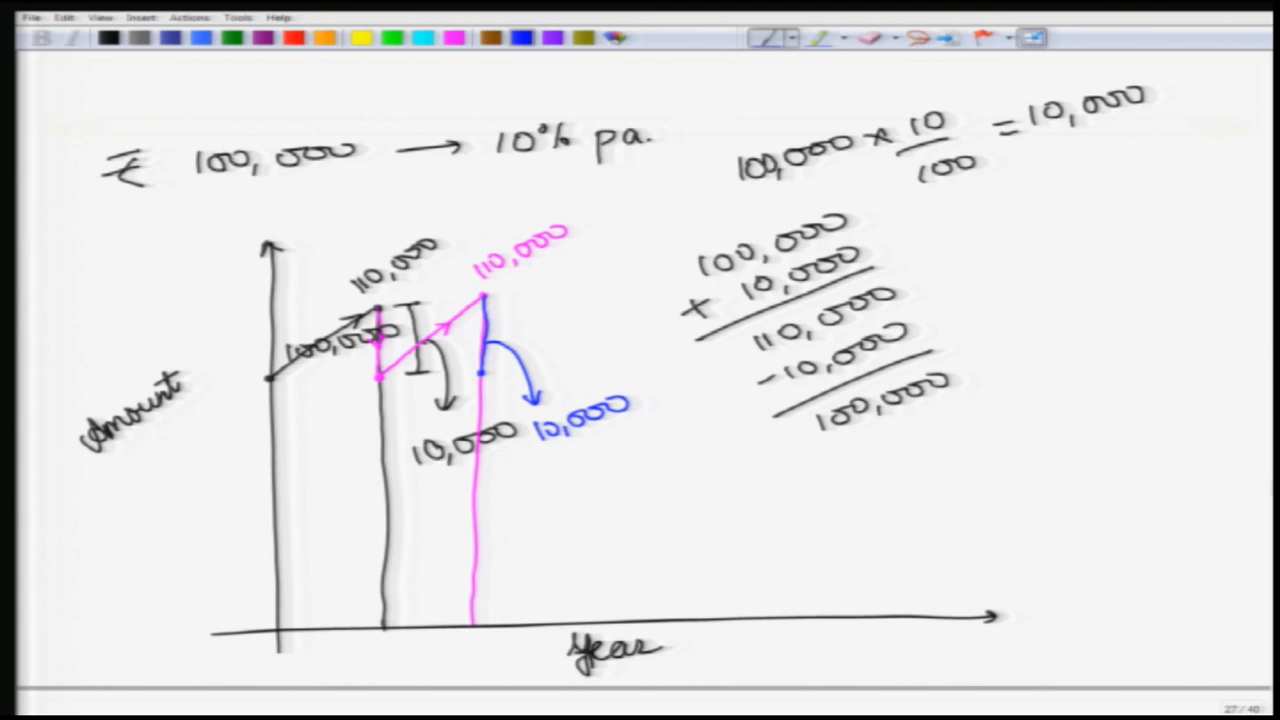 File Edit View Insert Actions Tools Help
B I
₹ 100,000 → 10% pa.
100,000 × 10/100 = 10,000
110,000
110,000
100,000
Amount
10,000
10,000
100,000
+ 10,000
110,000
-10,000
100,000
Year
27 / 40